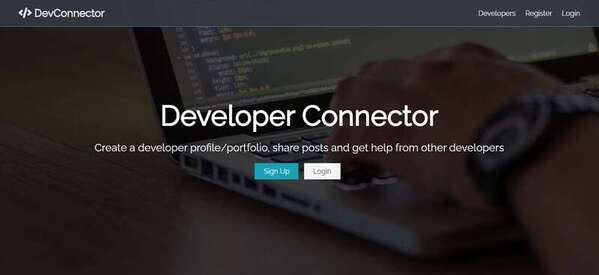 </> DevConnector
Developers Register Login
Developer Connector
Create a developer profile/portfolio, share posts and get help from other developers
Sign Up Login